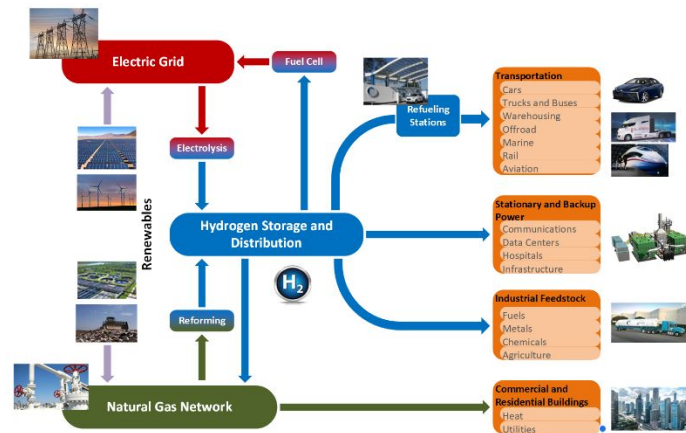 Electric Grid
Fuel Cell
Electrolysis
Renewables
Hydrogen Storage and
Distribution
H2
Reforming
Natural Gas Network
Refueling
Stations
Transportation
Cars
Trucks and Buses
Warehousing
Offroad
Marine
Rail
Aviation
Stationary and Backup
Power
Communications
Data Centers
Hospitals
Infrastructure
Industrial Feedstock
Fuels
Metals
Chemicals
Agriculture
Commercial and
Residential Buildings
Heat
Utilities